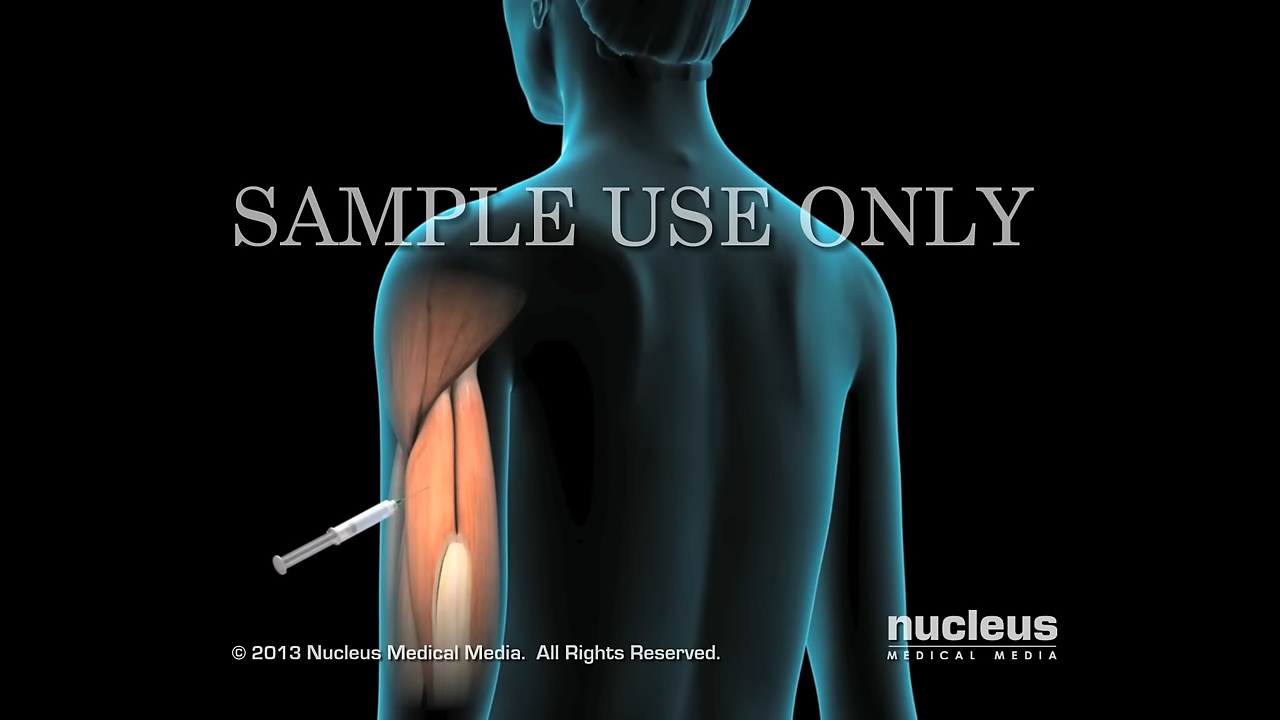 SAMPLE USE ONLY
© 2013 Nucleus Medical Media.  All Rights Reserved.
nucleus
MEDICAL MEDIA